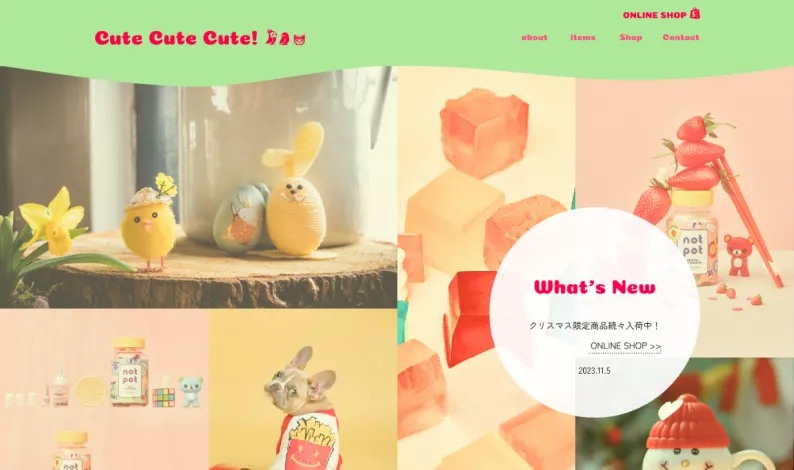 ONLINE SHOP
Cute Cute Cute!
about items Shop Contact
not
pot
What's New
クリスマス限定商品続々入荷中！
ONLINE SHOP >>
2023.11.5
not
pot
not
pot